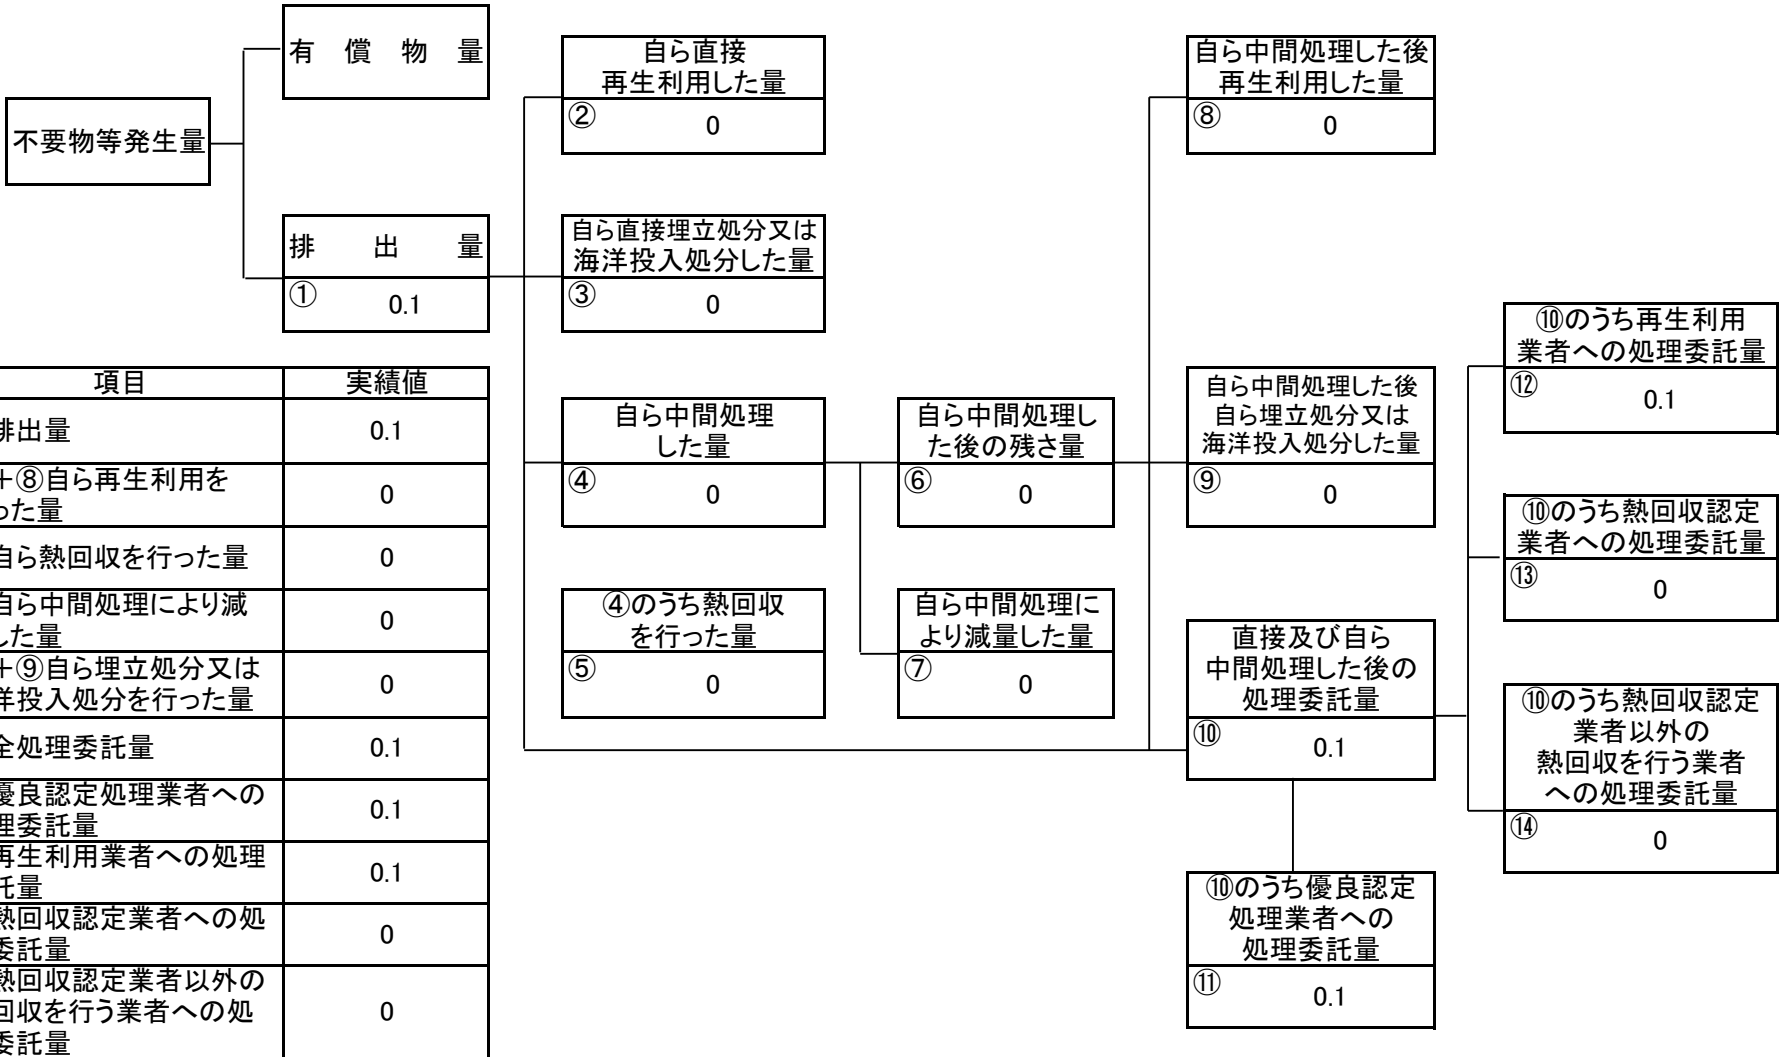 有償物量
不要物等発生量
排出量
① 0.1
自ら直接
再生利用した量
② 0
自ら直接埋立処分又は
海洋投入処分した量
③ 0
自ら中間処理
した量
④ 0
④のうち熱回収
を行った量
⑤ 0
自ら中間処理し
た後の残さ量
⑥ 0
自ら中間処理に
より減量した量
⑦ 0
自ら中間処理した後
再生利用した量
⑧ 0
自ら中間処理した後
自ら埋立処分又は
海洋投入処分した量
⑨ 0
直接及び自ら
中間処理した後の
処理委託量
⑩ 0.1
⑩のうち優良認定
処理業者への
処理委託量
⑪ 0.1
⑩のうち再生利用
業者への処理委託量
⑫ 0.1
⑩のうち熱回収認定
業者への処理委託量
⑬ 0
⑩のうち熱回収認定
業者以外の
熱回収を行う業者
への処理委託量
⑭ 0
項目 実績値
排出量 0.1
+⑧自ら再生利用を
った量 0
自ら熱回収を行った量 0
自ら中間処理により減
した量 0
+⑨自ら埋立処分又は
洋投入処分を行った量 0
全処理委託量 0.1
優良認定処理業者への
理委託量 0.1
再生利用業者への処理
託量 0.1
熱回収認定業者への処
委託量 0
熱回収認定業者以外の
回収を行う業者への処
委託量 0